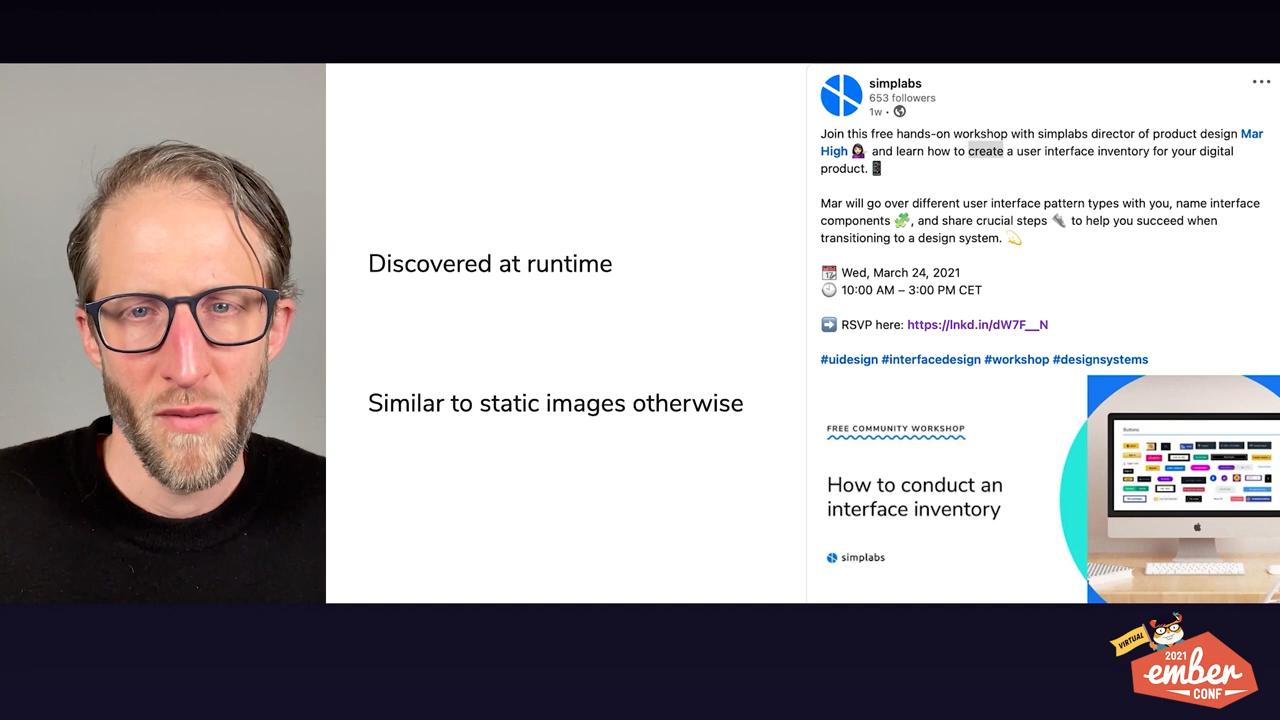 Discovered at runtime
Similar to static images otherwise
simplabs
653 followers
1w •
Join this free hands-on workshop with simplabs director of product design Mar
High 💁🏻‍♀️ and learn how to create a user interface inventory for your digital
product. 📱
Mar will go over different user interface pattern types with you, name interface
components 🧩, and share crucial steps 👟 to help you succeed when
transitioning to a design system. 💫
📆 Wed, March 24, 2021
🕙 10:00 AM – 3:00 PM CET
➡️ RSVP here: https://lnkd.in/dW7F__N
#uidesign #interfacedesign #workshop #designsystems
FREE COMMUNITY WORKSHOP
How to conduct an
interface inventory
simplabs
Buttons
VIRTUAL
2021
ember
CONF